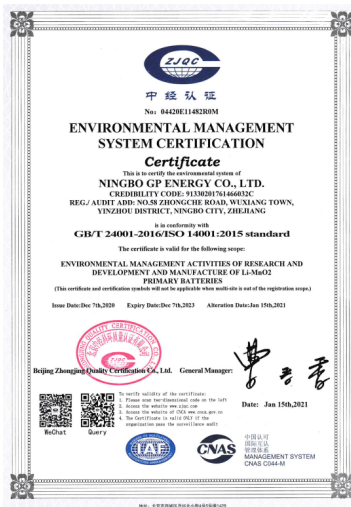 ZJQC
中经认证
No: 04420E11482R0M
ENVIRONMENTAL MANAGEMENT
SYSTEM CERTIFICATION
Certificate
This is to certify the environmental system of
NINGBO GP ENERGY CO., LTD.
CREDIBILITY CODE: 91330201761466032C
REG./ AUDIT ADD: NO.58 ZHONGCHE ROAD, WUXIANG TOWN,
YINZHOU DISTRICT, NINGBO CITY, ZHEJIANG
is in conformity with
GB/T 24001-2016/ISO 14001:2015 standard
The certificate is valid for the following scope:
ENVIRONMENTAL MANAGEMENT ACTIVITIES OF RESEARCH AND
DEVELOPMENT AND MANUFACTURE OF Li-MnO2
PRIMARY BATTERIES
(This certificate and certification symbols will not be applicable when multi-site is out of the registration scope.)
Issue Date:Dec 7th,2020 Expiry Date:Dec 7th,2023 Alteration Date:Jan 15th,2021
QUALITY CERTIFICATION
Beijing Zhongjing Quality Certification Co., Ltd. General Manager:
To verify validity of the certificate:
1. Please scan two-dimensional code on the left
2. Access the website www.zjqc.com
3. Access the website of CNCA www.cnca.gov.cn
4. The Certificate is valid ONLY if the
organization pass the surveillance audit
Date: Jan 15th,2021
WeChat Query
IAF
CNAS
中国认可
国际互认
管理体系
MANAGEMENT SYSTEM
CNAS C044-M